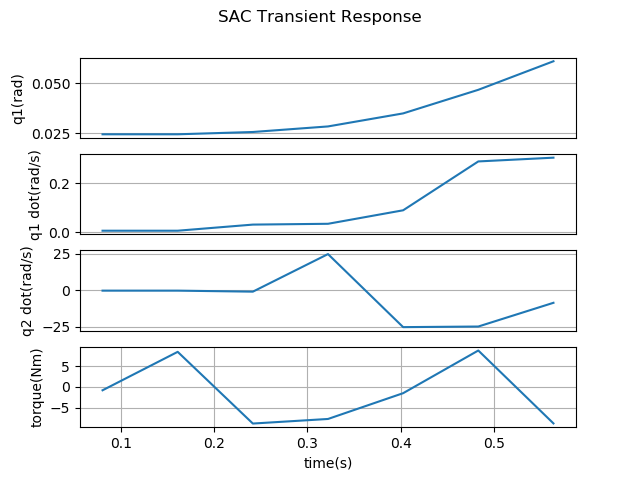 SAC Transient Response
q1(rad)
0.050
0.025
q1 dot(rad/s)
0.2
0.0
q2 dot(rad/s)
25
0
−25
torque(Nm)
5
0
−5
0.1 0.2 0.3 0.4 0.5
time(s)